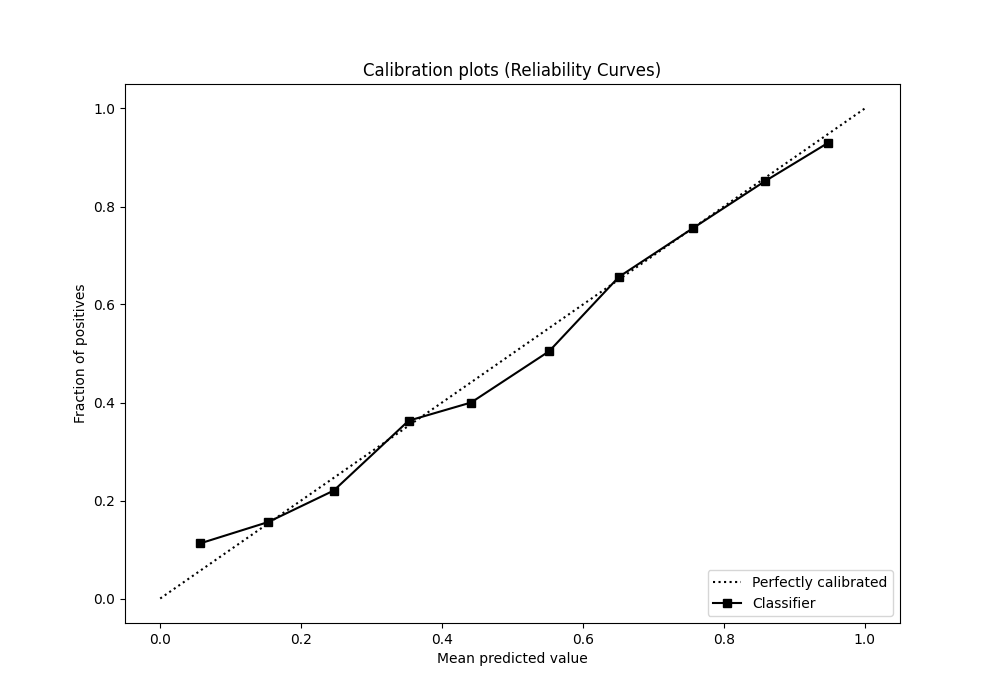 Calibration plots (Reliability Curves)
1.0
0.8
0.6
0.4
0.2
0.0
Fraction of positives
0.0 0.2 0.4 0.6 0.8 1.0
Mean predicted value
Perfectly calibrated
Classifier